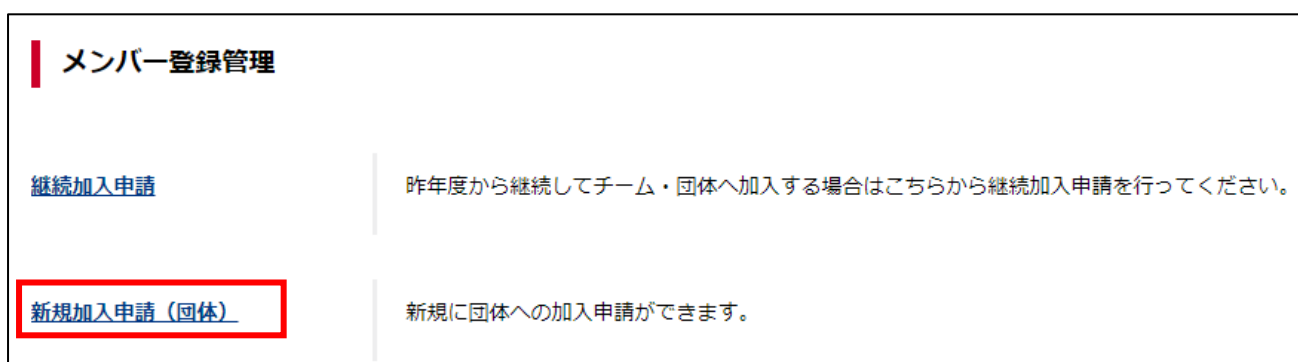 メンバー登録管理
継続加入申請
昨年度から継続してチーム・団体へ加入する場合はこちらから継続加入申請を行ってください。
新規加入申請（団体）
新規に団体への加入申請ができます。